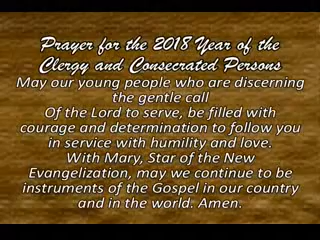 Prayer for the 2018 Year of the
Clergy and Consecrated Persons
May our young people who are discerning
the gentle call
Of the Lord to serve, be filled with
courage and determination to follow you
in service with humility and love.
With Mary, Star of the New
Evangelization, may we continue to be
instruments of the Gospel in our country
and in the world. Amen.